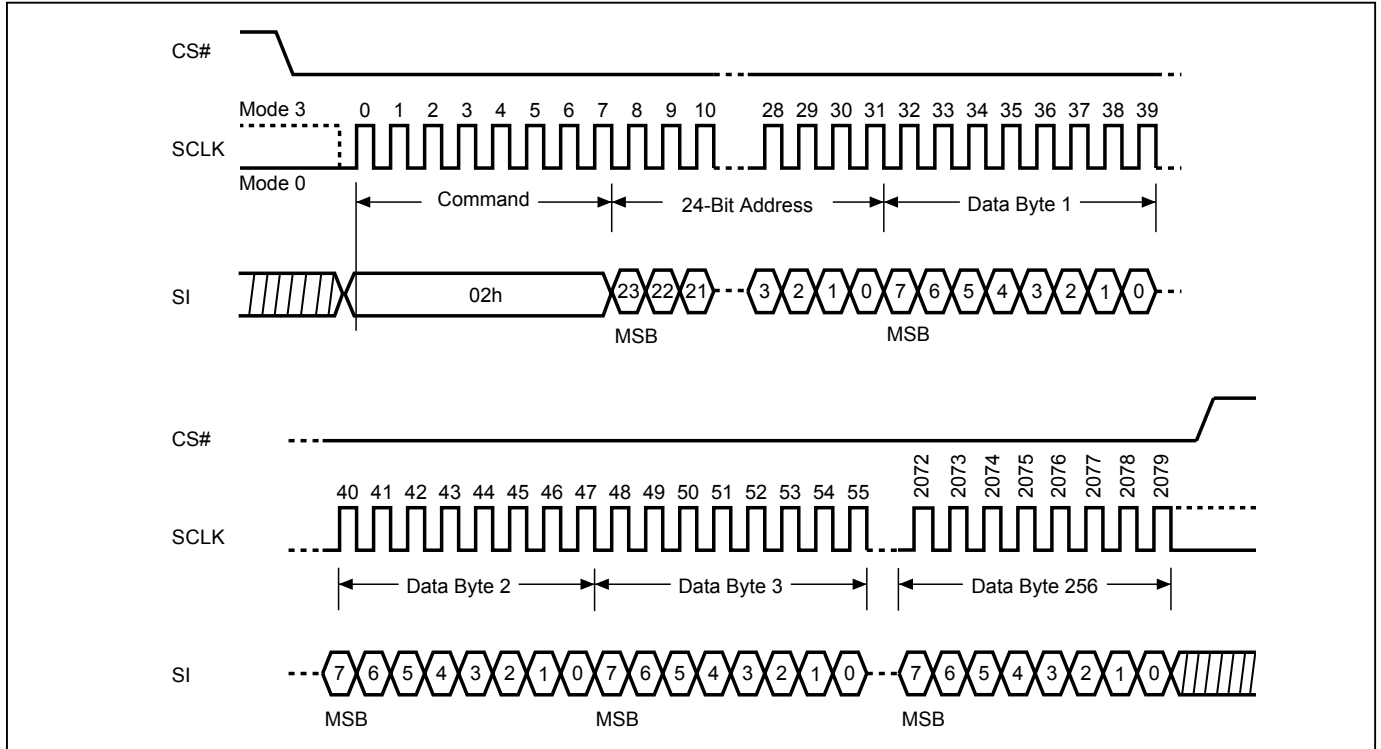 CS#
Mode 3
0 1 2 3 4 5 6 7 8 9 10 28 29 30 31 32 33 34 35 36 37 38 39
SCLK
Mode 0
Command 24-Bit Address Data Byte 1
SI 02h 23 22 21 3 2 1 0 7 6 5 4 3 2 1 0
MSB MSB
CS#
40 41 42 43 44 45 46 47 48 49 50 51 52 53 54 55 2072 2073 2074 2075 2076 2077 2078 2079
SCLK
Data Byte 2 Data Byte 3 Data Byte 256
SI 7 6 5 4 3 2 1 0 7 6 5 4 3 2 1 0 7 6 5 4 3 2 1 0
MSB MSB MSB